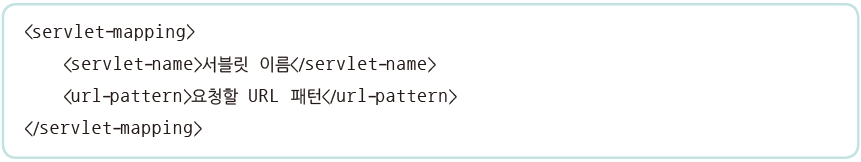 <servlet-mapping>
    <servlet-name>서블릿 이름</servlet-name>
    <url-pattern>요청할 URL 패턴</url-pattern>
</servlet-mapping>